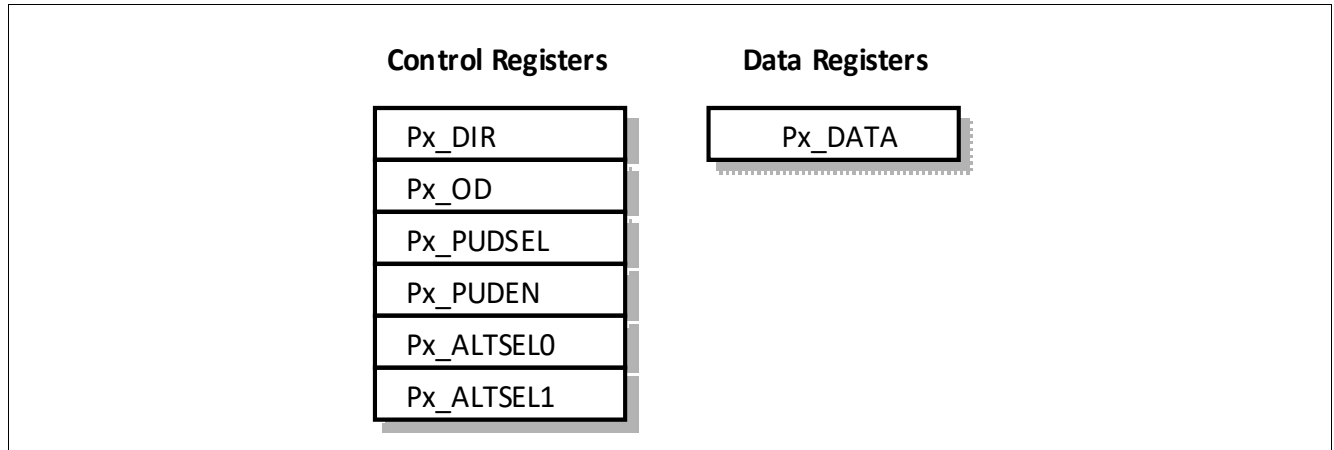 Control Registers
Px_DIR
Px_OD
Px_PUDSEL
Px_PUDEN
Px_ALTSEL0
Px_ALTSEL1
Data Registers
Px_DATA